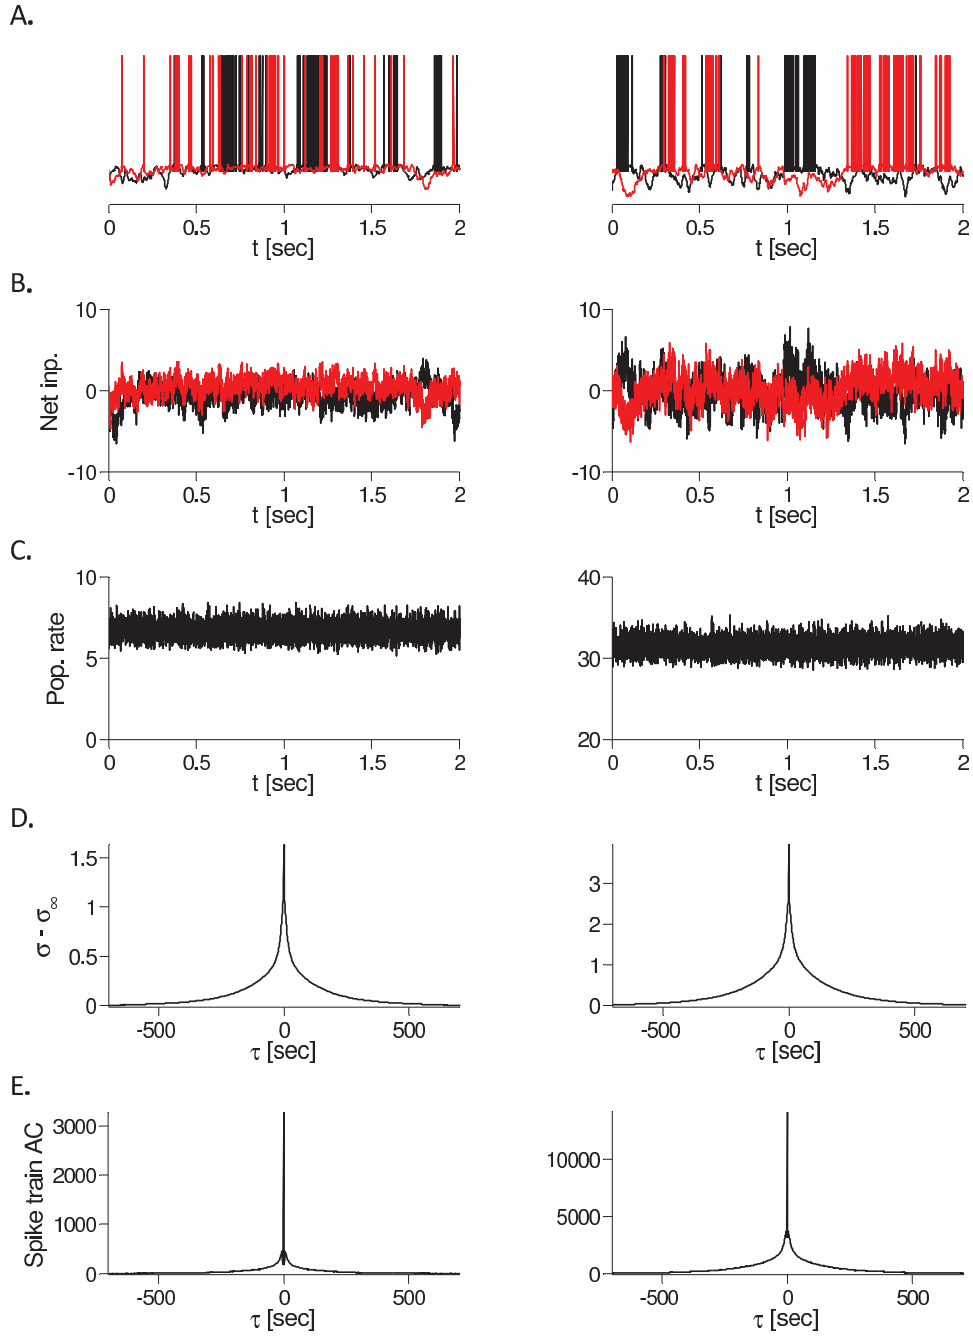 A.
0 0.5 1 1.5 2
t [sec]
0 0.5 1 1.5 2
t [sec]
B.
10
0
-10
Net inp.
0 0.5 1 1.5 2
t [sec]
10
0
-10
0 0.5 1 1.5 2
t [sec]
C.
10
5
0
Pop. rate
0 0.5 1 1.5 2
t [sec]
40
30
20
0 0.5 1 1.5 2
t [sec]
D.
1.5
1
0.5
0
σ - σ∞
-500 0 500
τ [sec]
3
2
1
0
-500 0 500
τ [sec]
E.
3000
2000
1000
0
Spike train AC
-500 0 500
τ [sec]
10000
5000
0
-500 0 500
τ [sec]